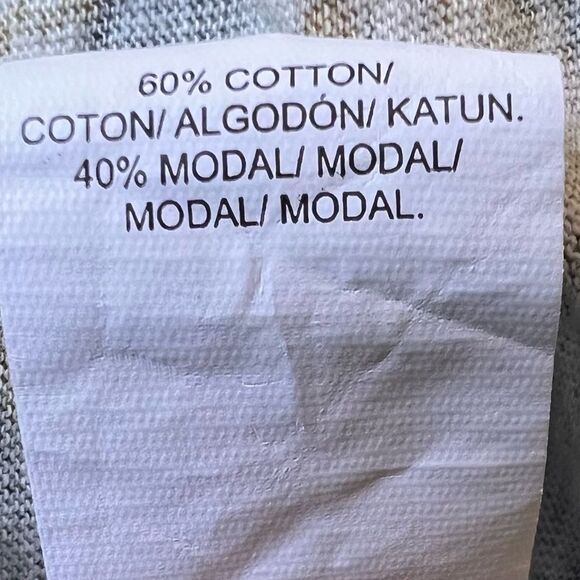 60% COTTON/
COTON/ ALGODÓN/ KATUN.
40% MODAL/ MODAL/
MODAL/ MODAL.